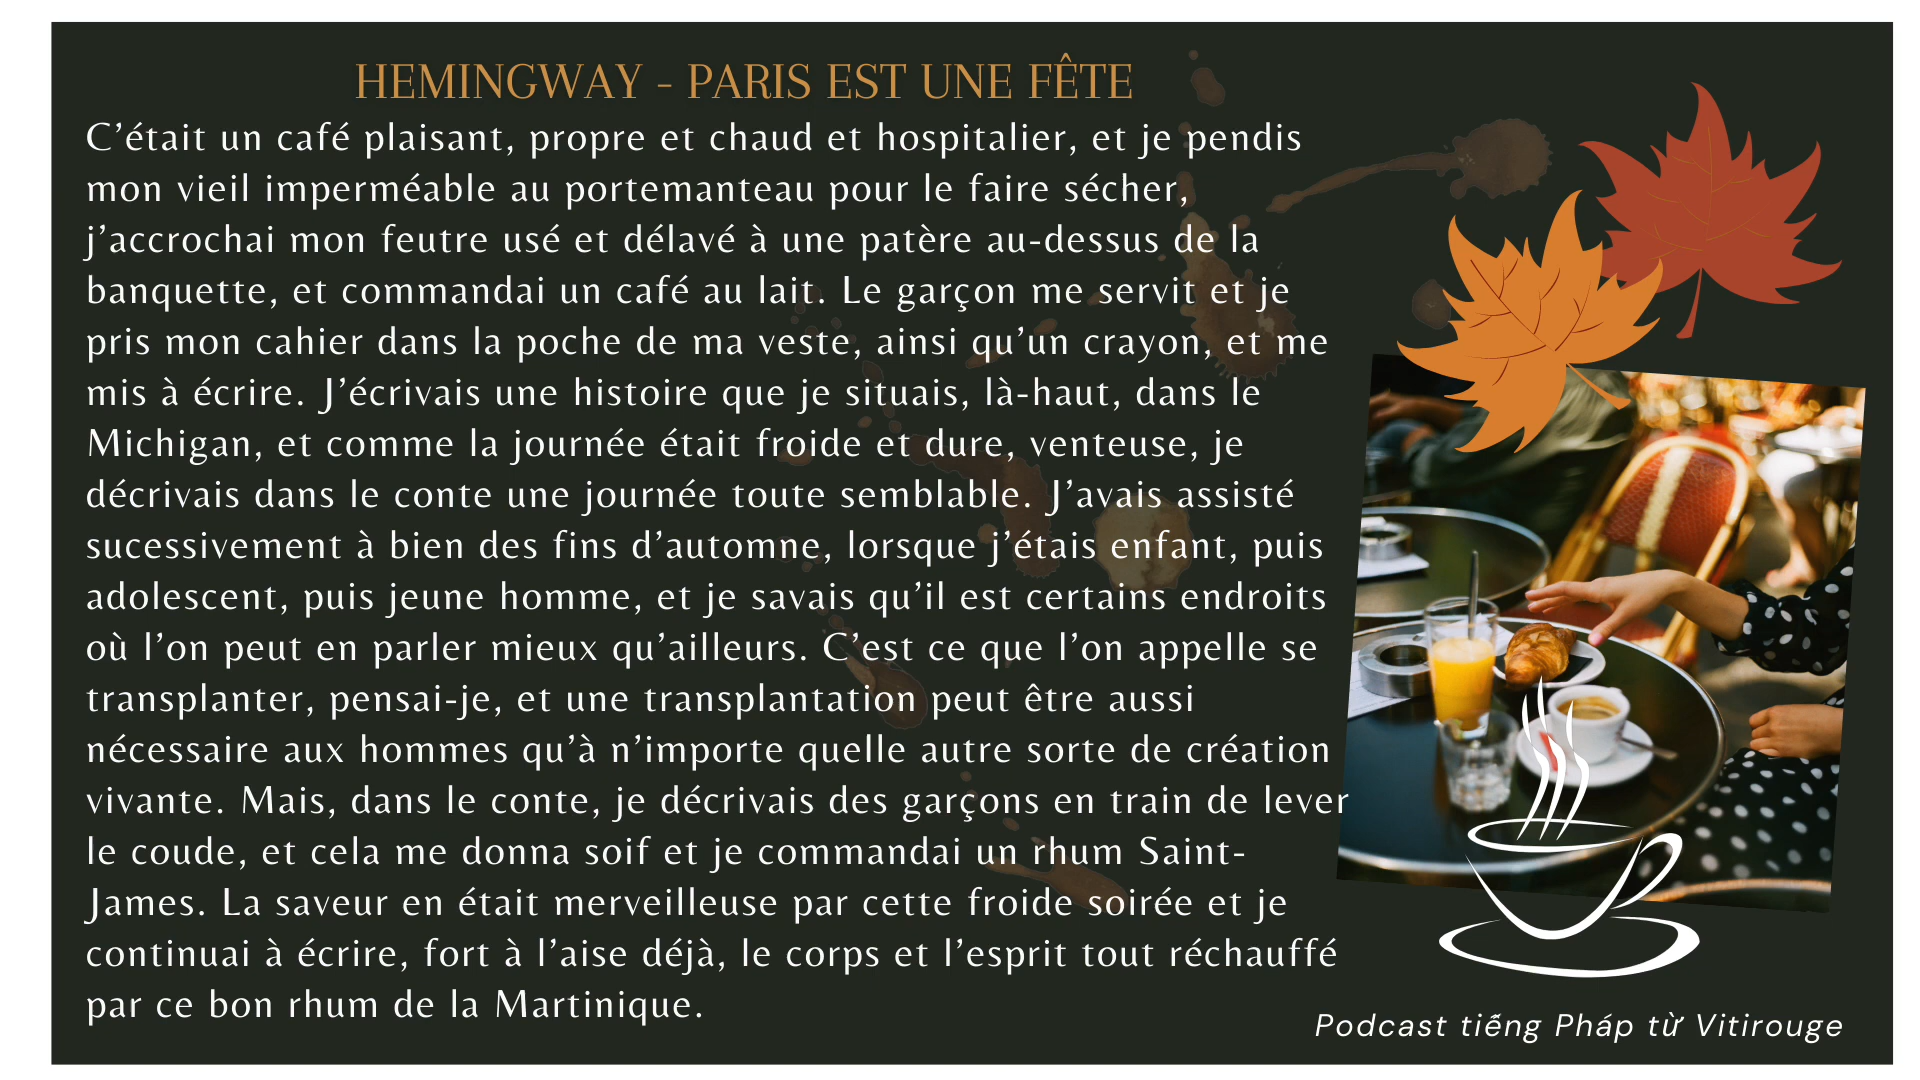 HEMINGWAY - PARIS EST UNE FÊTE
C’était un café plaisant, propre et chaud et hospitalier, et je pendis
mon vieil imperméable au portemanteau pour le faire sécher,
j’accrochai mon feutre usé et délavé à une patère au-dessus de la
banquette, et commandai un café au lait. Le garçon me servit et je
pris mon cahier dans la poche de ma veste, ainsi qu’un crayon, et me
mis à écrire. J’écrivais une histoire que je situais, là-haut, dans le
Michigan, et comme la journée était froide et dure, venteuse, je
décrivais dans le conte une journée toute semblable. J’avais assisté
sucessivement à bien des fins d’automne, lorsque j’étais enfant, puis
adolescent, puis jeune homme, et je savais qu’il est certains endroits
où l’on peut en parler mieux qu’ailleurs. C’est ce que l’on appelle se
transplanter, pensai-je, et une transplantation peut être aussi
nécessaire aux hommes qu’à n’importe quelle autre sorte de création
vivante. Mais, dans le conte, je décrivais des garçons en train de lever
le coude, et cela me donna soif et je commandai un rhum Saint-
James. La saveur en était merveilleuse par cette froide soirée et je
continuai à écrire, fort à l’aise déjà, le corps et l’esprit tout réchauffé
par ce bon rhum de la Martinique.
Podcast tiếng Pháp từ Vitirouge